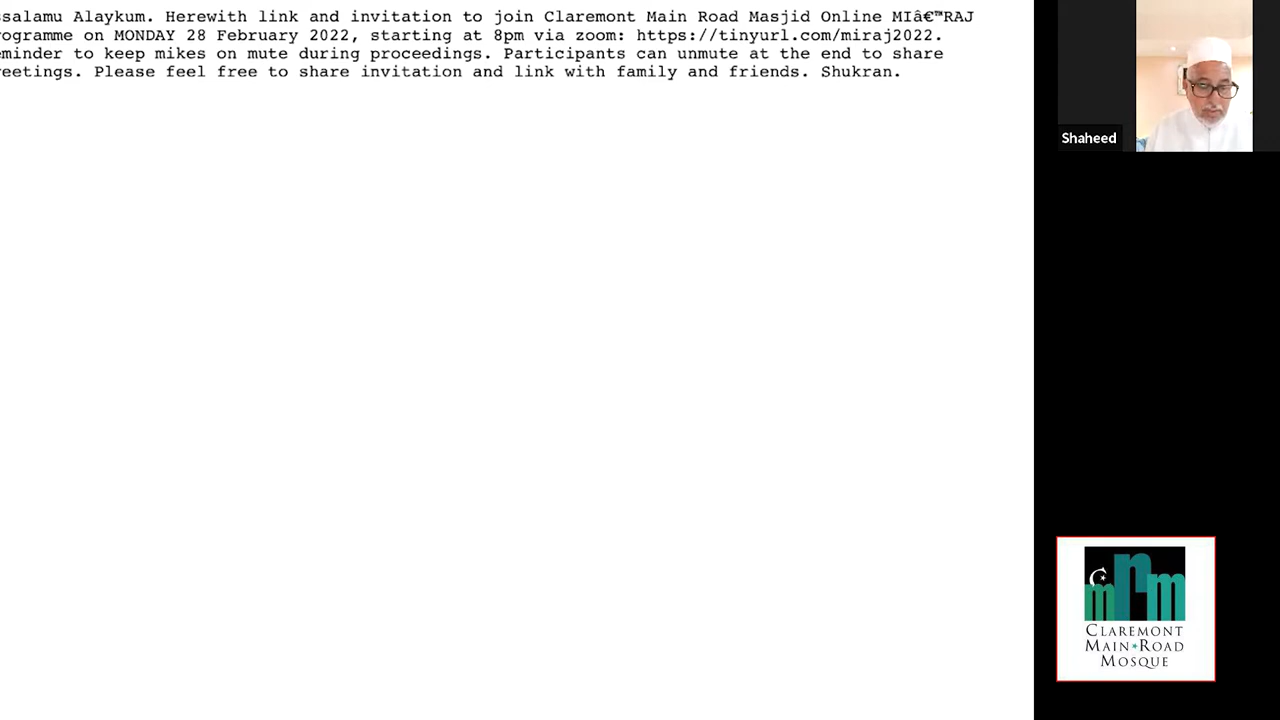 ssalamu Alaykum. Herewith link and invitation to join Claremont Main Road Masjid Online MIâ€™RAJ
rogramme on MONDAY 28 February 2022, starting at 8pm via zoom: https://tinyurl.com/miraj2022.
eminder to keep mikes on mute during proceedings. Participants can unmute at the end to share
reetings. Please feel free to share invitation and link with family and friends. Shukran.
Shaheed
mrm
CLAREMONT
MAIN ROAD
MOSQUE